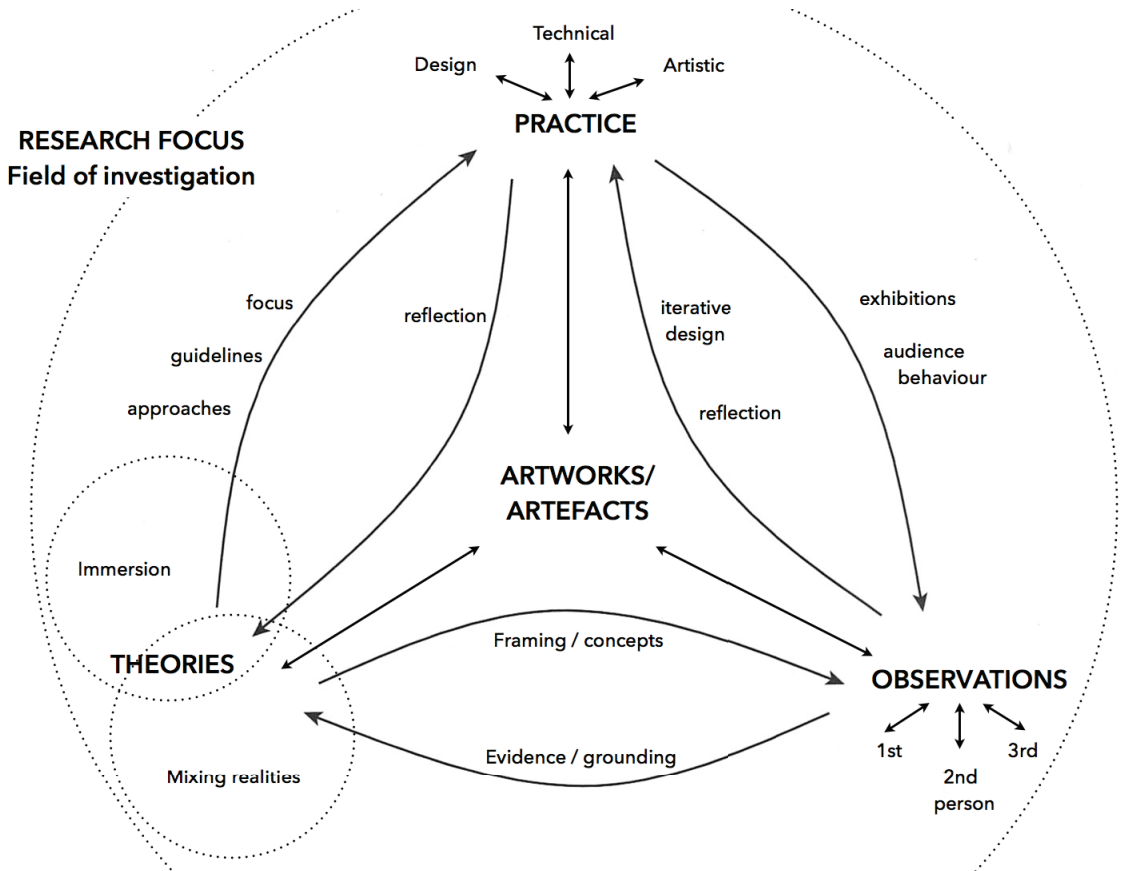 Technical
Design
Artistic
PRACTICE
RESEARCH FOCUS
Field of investigation
focus
guidelines
approaches
reflection
iterative
design
reflection
exhibitions
audience
behaviour
ARTWORKS/
ARTEFACTS
Immersion
THEORIES
Mixing realities
Framing / concepts
Evidence / grounding
OBSERVATIONS
1st
2nd
person
3rd